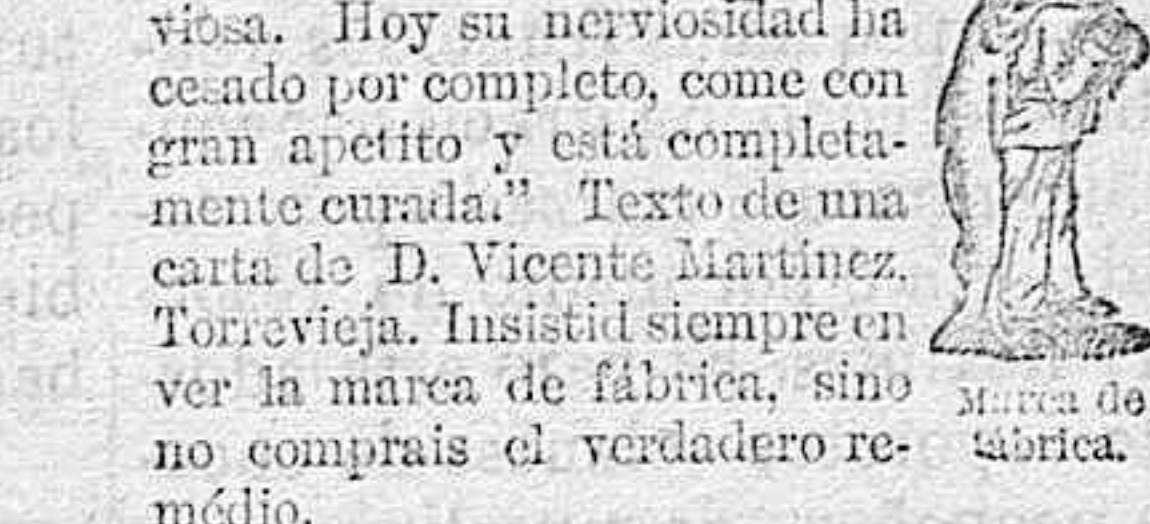 viosa. Hoy su nerviosidad ha
cesado por completo, come con
gran apetito y está completa-
mente curada.” Texto de una
carta de D. Vicente Martinez.
Torrevieja. Insistid siempre en
ver la marca de fábrica, sino
no comprais el verdadero re-
médio.
Marca de
fábrica.